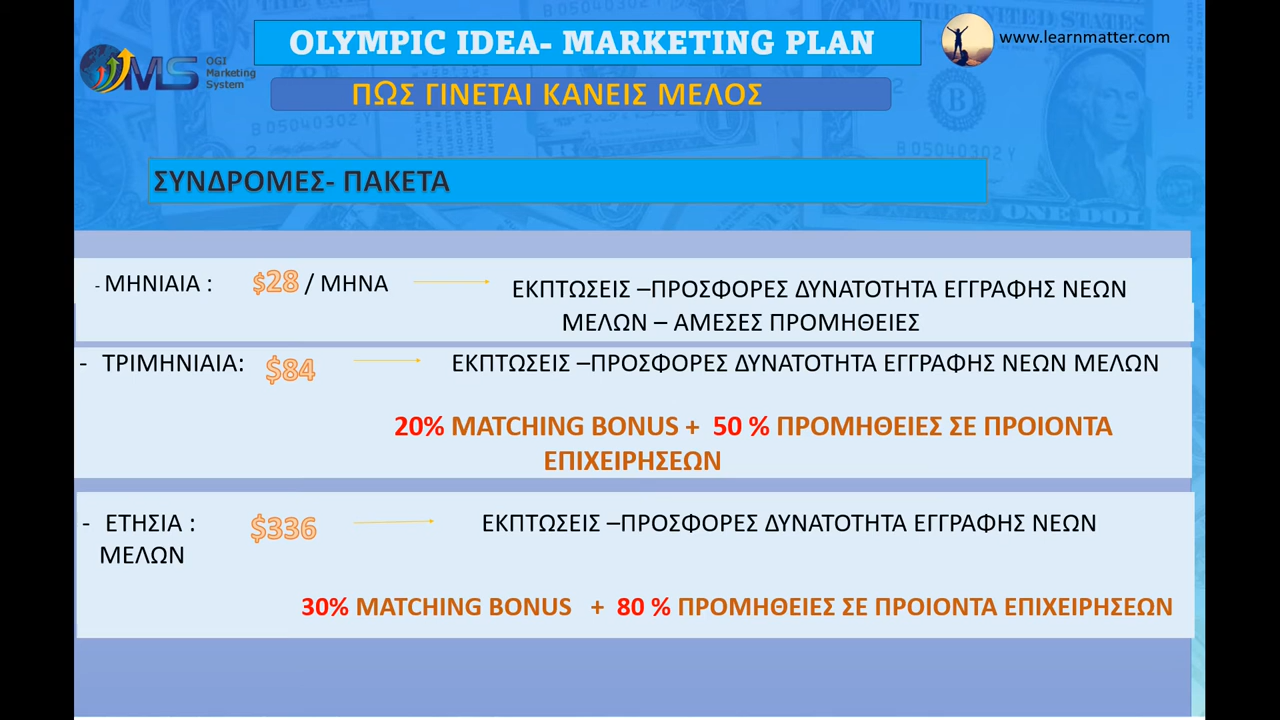 OLYMPIC IDEA- MARKETING PLAN
www.learnmatter.com
OMS OGI
Marketing
System
ΠΩΣ ΓΙΝΕΤΑΙ ΚΑΝΕΙΣ ΜΕΛΟΣ
ΣΥΝΔΡΟΜΕΣ- ΠΑΚΕΤΑ
- ΜΗΝΙΑΙΑ : $28 / ΜΗΝΑ ΕΚΠΤΩΣΕΙΣ –ΠΡΟΣΦΟΡΕΣ ΔΥΝΑΤΟΤΗΤΑ ΕΓΓΡΑΦΗΣ ΝΕΩΝ
ΜΕΛΩΝ – ΑΜΕΣΕΣ ΠΡΟΜΗΘΕΙΕΣ
- ΤΡΙΜΗΝΙΑΙΑ: $84 ΕΚΠΤΩΣΕΙΣ –ΠΡΟΣΦΟΡΕΣ ΔΥΝΑΤΟΤΗΤΑ ΕΓΓΡΑΦΗΣ ΝΕΩΝ ΜΕΛΩΝ
20% MATCHING BONUS + 50 % ΠΡΟΜΗΘΕΙΕΣ ΣΕ ΠΡΟΙΟΝΤΑ
ΕΠΙΧΕΙΡΗΣΕΩΝ
- ΕΤΗΣΙΑ : $336 ΕΚΠΤΩΣΕΙΣ –ΠΡΟΣΦΟΡΕΣ ΔΥΝΑΤΟΤΗΤΑ ΕΓΓΡΑΦΗΣ ΝΕΩΝ
ΜΕΛΩΝ
30% MATCHING BONUS + 80 % ΠΡΟΜΗΘΕΙΕΣ ΣΕ ΠΡΟΙΟΝΤΑ ΕΠΙΧΕΙΡΗΣΕΩΝ